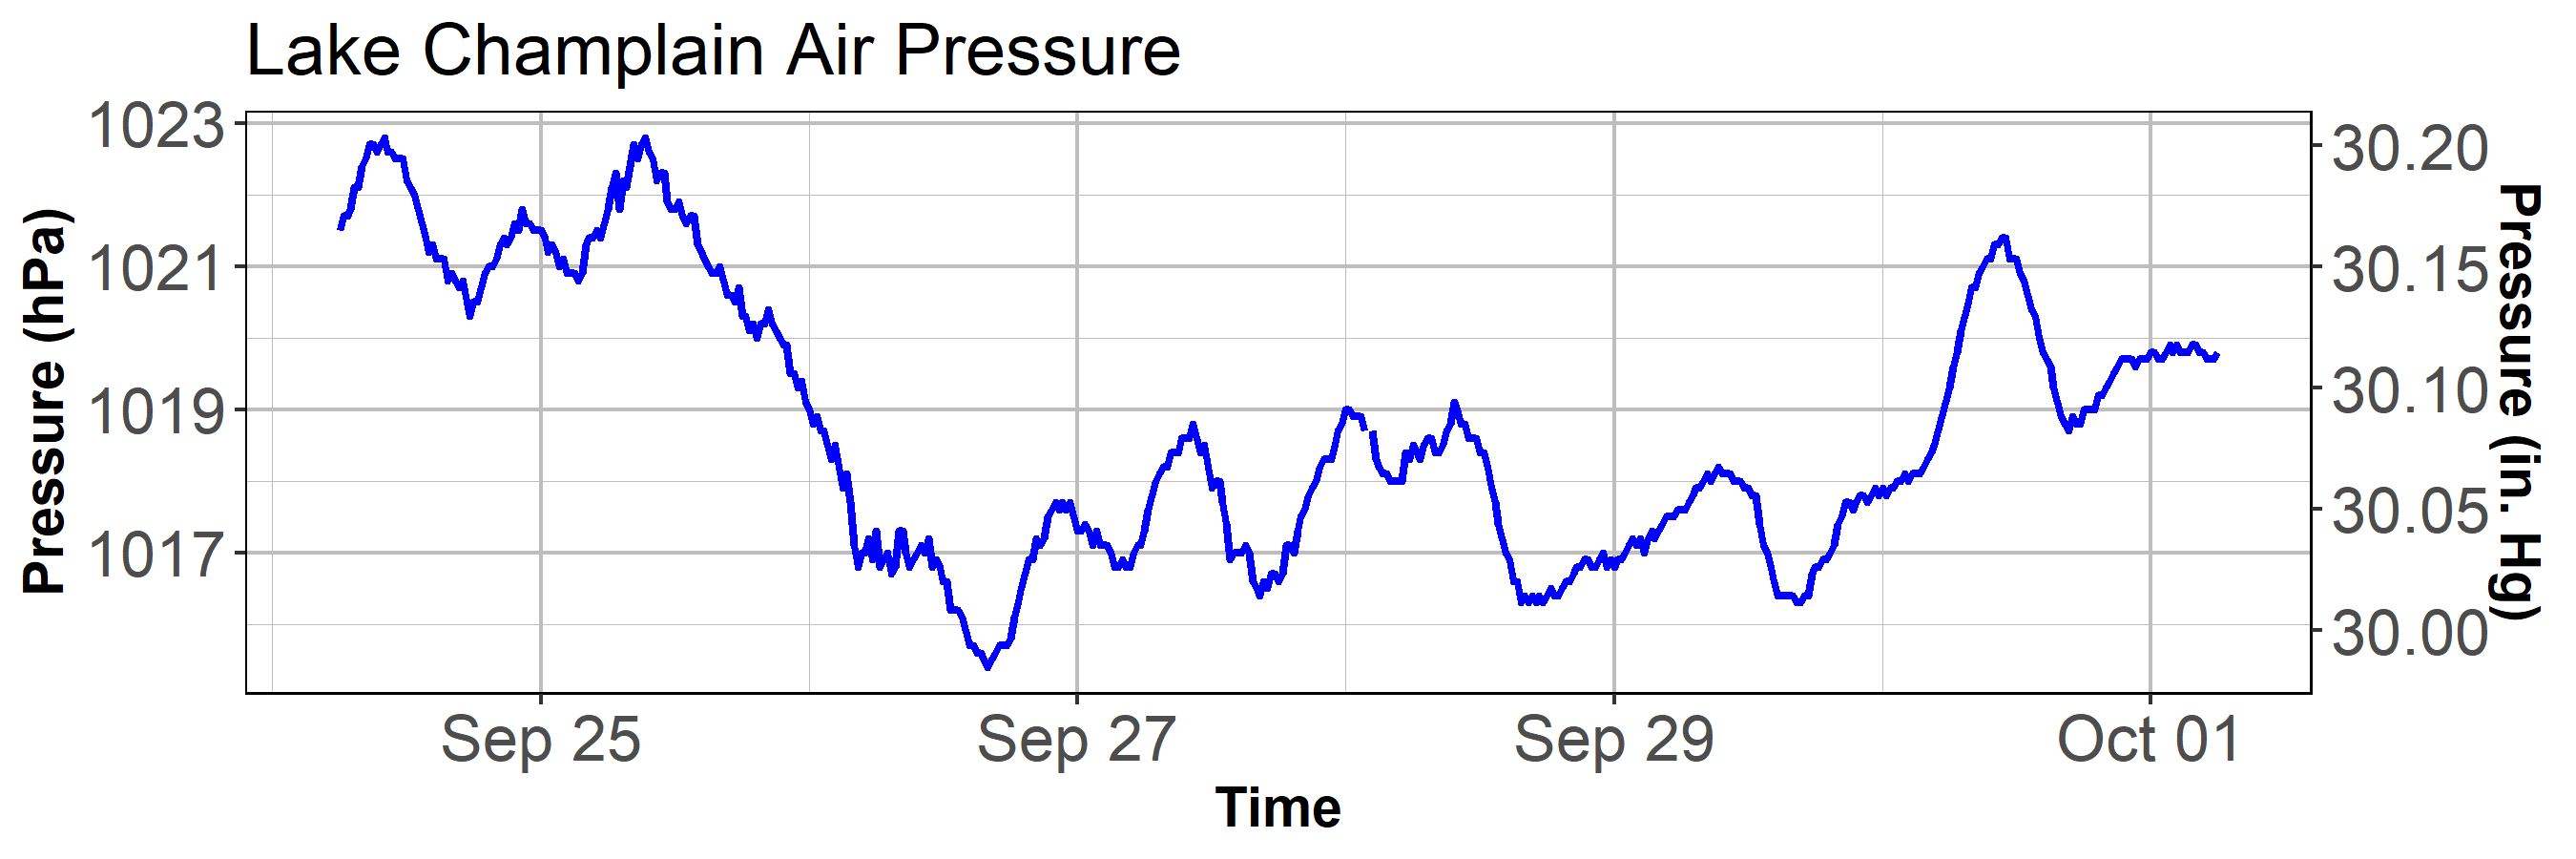 Lake Champlain Air Pressure
1023
1021
1019
1017
Pressure (hPa)
30.20
30.15
30.10
30.05
30.00
Pressure (in. Hg)
Sep 25
Sep 27
Sep 29
Oct 01
Time